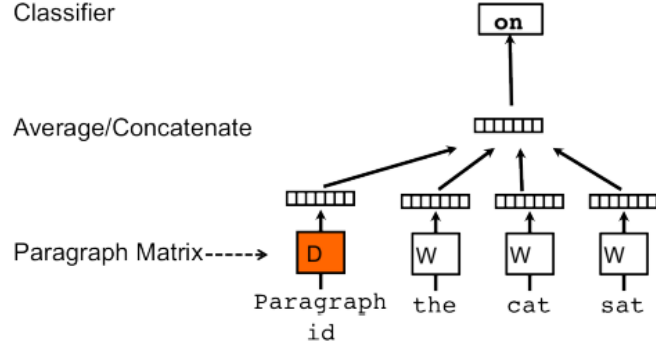 Classifier
on
Average/Concatenate
Paragraph Matrix
D
W
W
W
Paragraph
id
the
cat
sat